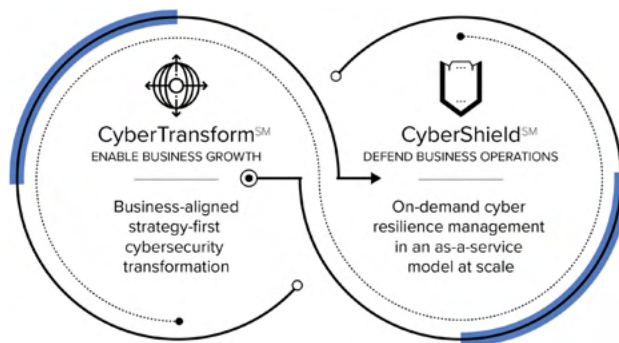 CyberTransform℠
ENABLE BUSINESS GROWTH
Business-aligned
strategy-first
cybersecurity
transformation
CyberShield℠
DEFEND BUSINESS OPERATIONS
On-demand cyber
resilience management
in an as-a-service
model at scale